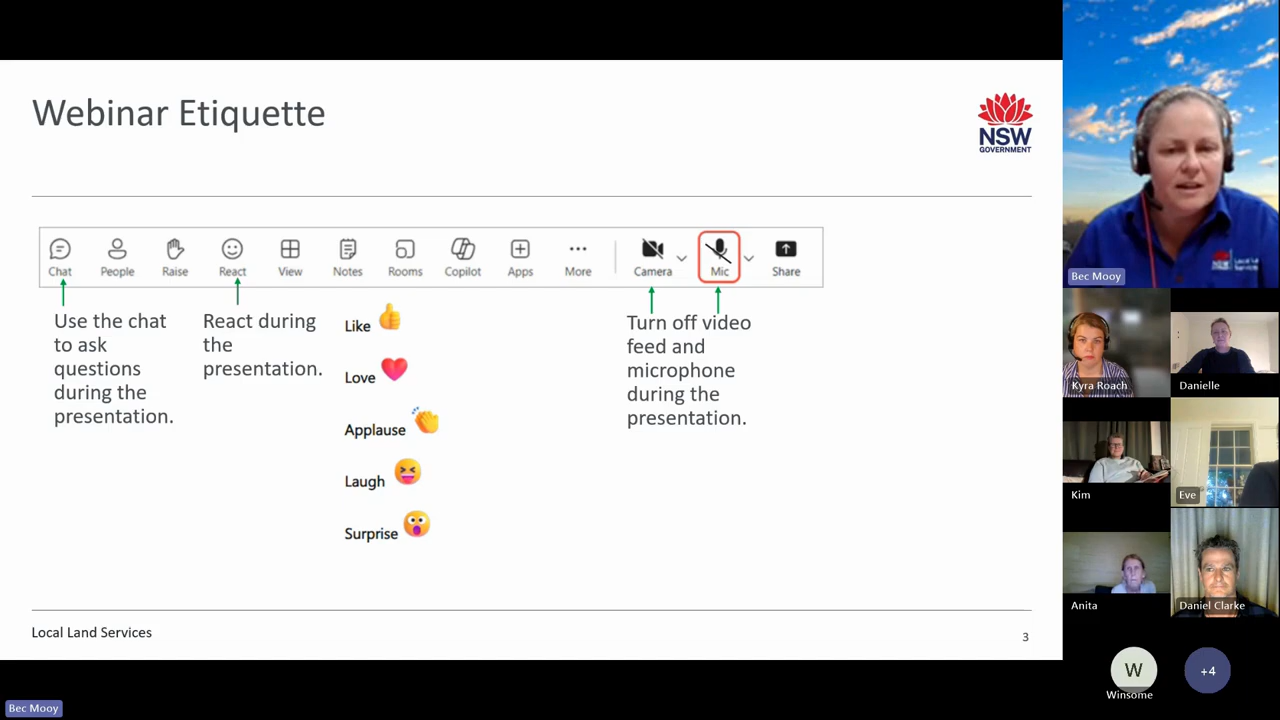 Webinar Etiquette
NSW
GOVERNMENT
Chat
People
Raise
React
View
Notes
Rooms
Copilot
Apps
More
Camera
Mic
Share
Use the chat
to ask
questions
during the
presentation.
React during
the
presentation.
Like
Love
Applause
Laugh
Surprise
Turn off video
feed and
microphone
during the
presentation.
Local Land Services
3
Bec Mooy
Kyra Roach
Danielle
Kim
Eve
Anita
Daniel Clarke
W
Winsome
+4
Bec Mooy